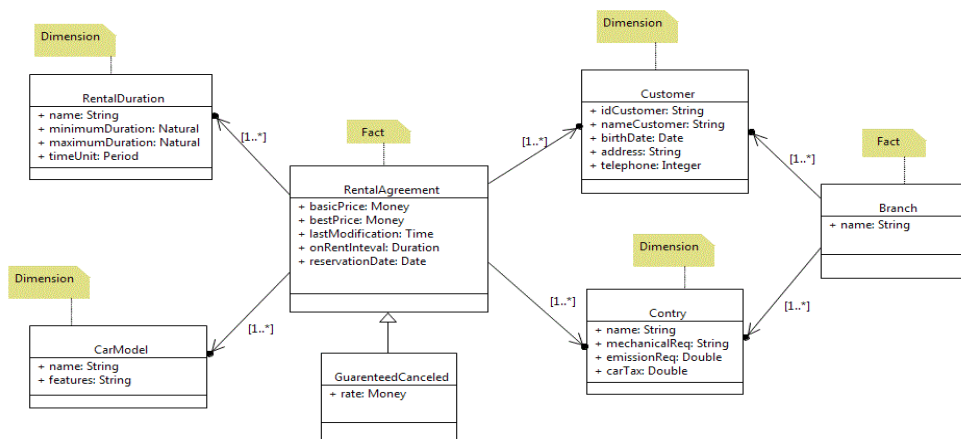 Dimension
RentalDuration
+ name: String
+ minimumDuration: Natural
+ maximumDuration: Natural
+ timeUnit: Period
[1..*]
Fact
RentalAgreement
+ basicPrice: Money
+ bestPrice: Money
+ lastModification: Time
+ onRentInteval: Duration
+ reservationDate: Date
Dimension
Customer
+ idCustomer: String
+ nameCustomer: String
+ birthDate: Date
+ address: String
+ telephone: Integer
[1..*]
[1..*]
Fact
Branch
+ name: String
Dimension
CarModel
+ name: String
+ features: String
[1..*]
GuarenteedCanceled
+ rate: Money
Dimension
Contry
+ name: String
+ mechanicalReq: String
+ emissionReq: Double
+ carTax: Double
[1..*]
[1..*]